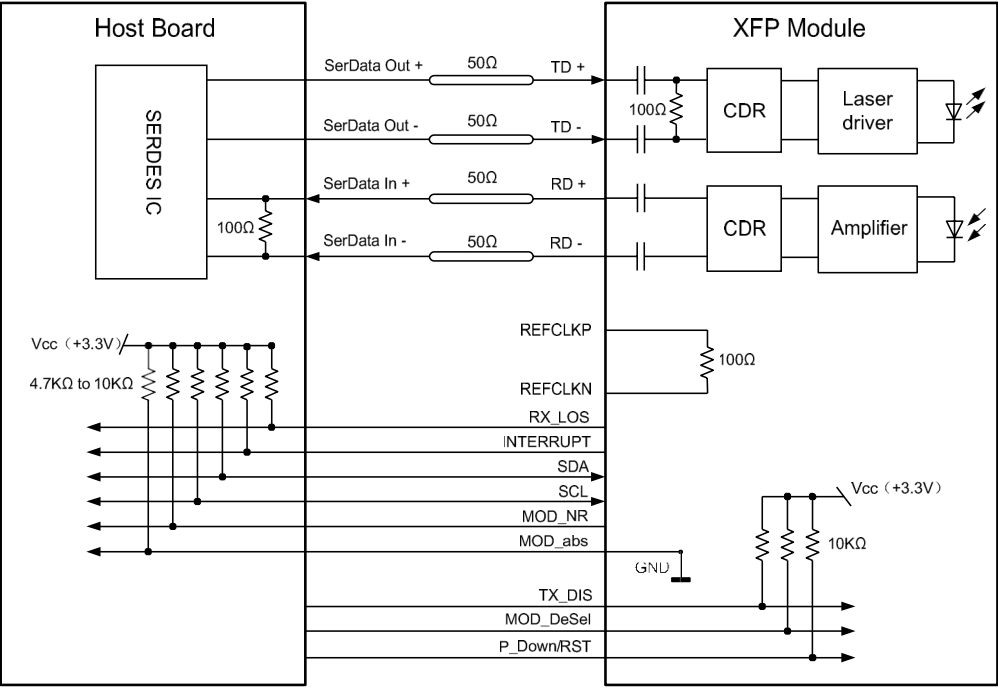 Host Board
XFP Module
SerData Out +
50Ω
TD +
100Ω
CDR
Laser
driver
SerData Out -
50Ω
TD -
SERDES IC
SerData In +
50Ω
RD +
100Ω
CDR
Amplifier
SerData In -
50Ω
RD -
REFCLKP
Vcc（+3.3V）
100Ω
4.7KΩ to 10KΩ
REFCLKN
RX_LOS
INTERRUPT
SDA
SCL
Vcc（+3.3V）
MOD_NR
MOD_abs
10KΩ
GND
TX_DIS
MOD_DeSel
P_Down/RST